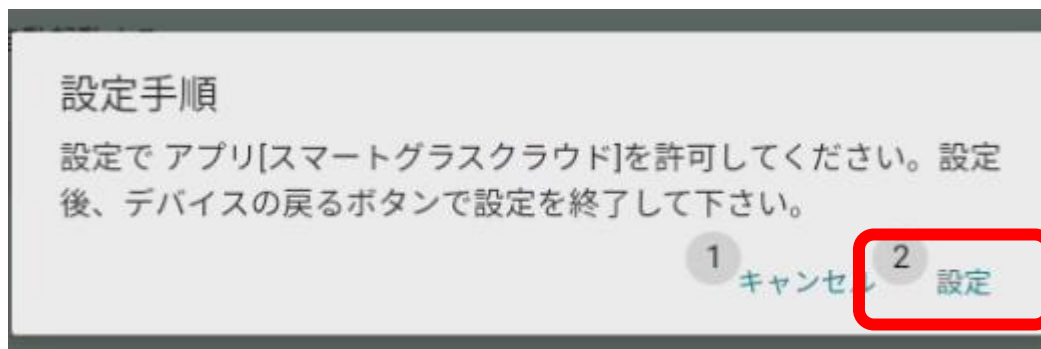 設定手順
設定で アプリ[スマートグラスクラウド]を許可してください。設定
後、デバイスの戻るボタンで設定を終了して下さい。
1 キャンセル 2 設定